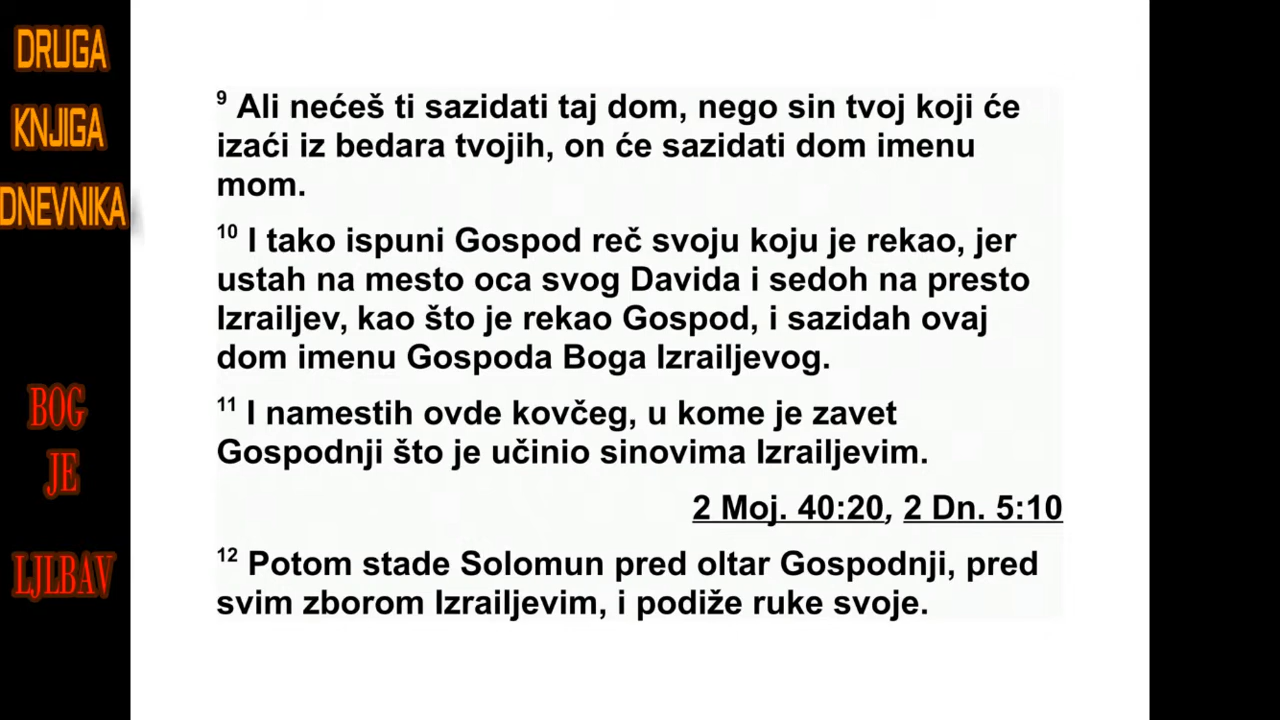 DRUGA
KNJIGA
DNEVNIKA
BOG
JE
LJLBAV
9 Ali nećeš ti sazidati taj dom, nego sin tvoj koji će
izaći iz bedara tvojih, on će sazidati dom imenu
mom.
10 I tako ispuni Gospod reč svoju koju je rekao, jer
ustah na mesto oca svog Davida i sedoh na presto
Izrailjev, kao što je rekao Gospod, i sazidah ovaj
dom imenu Gospoda Boga Izrailjevog.
11 I namestih ovde kovčeg, u kome je zavet
Gospodnji što je učinio sinovima Izrailjevim.
2 Moj. 40:20, 2 Dn. 5:10
12 Potom stade Solomun pred oltar Gospodnji, pred
svim zborom Izrailjevim, i podiže ruke svoje.